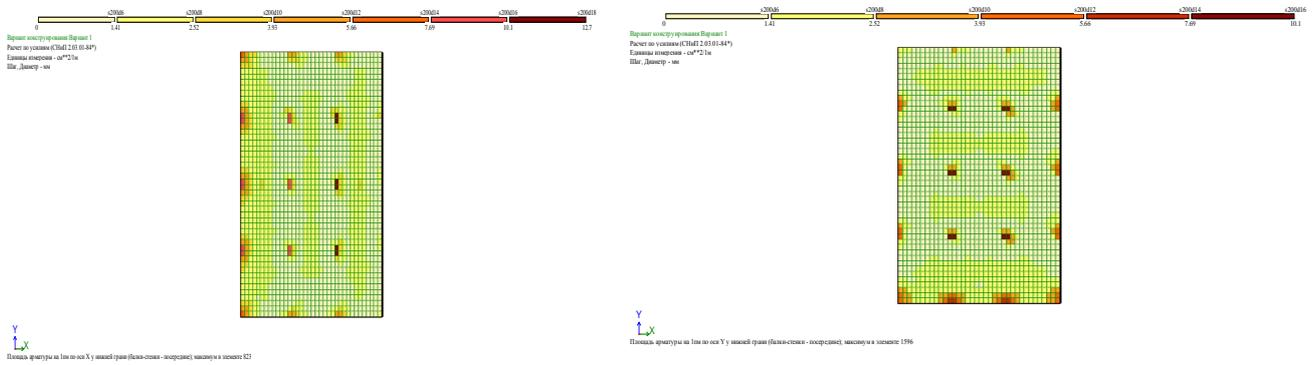 s200d6 s200d8 s200d10 s200d12 s200d14 s200d16 s200d18
0 1.41 2.52 3.93 5.66 7.69 10.1 12.7
Вариант конструирования:Вариант 1
Расчет по усилиям (СНиП 2.03.01-84*)
Единицы измерения - см**2/1м
Шаг, Диаметр - мм
Y
X
Площадь арматуры на 1пм по оси X у нижней грани (балки-стенки - посередине); максимум в элементе 823
s200d6 s200d8 s200d10 s200d12 s200d14 s200d16
0 1.41 2.52 3.93 5.66 7.69 10.1
Вариант конструирования:Вариант 1
Расчет по усилиям (СНиП 2.03.01-84*)
Единицы измерения - см**2/1м
Шаг, Диаметр - мм
Y
X
Площадь арматуры на 1пм по оси Y у нижней грани (балки-стенки - посередине); максимум в элементе 1596